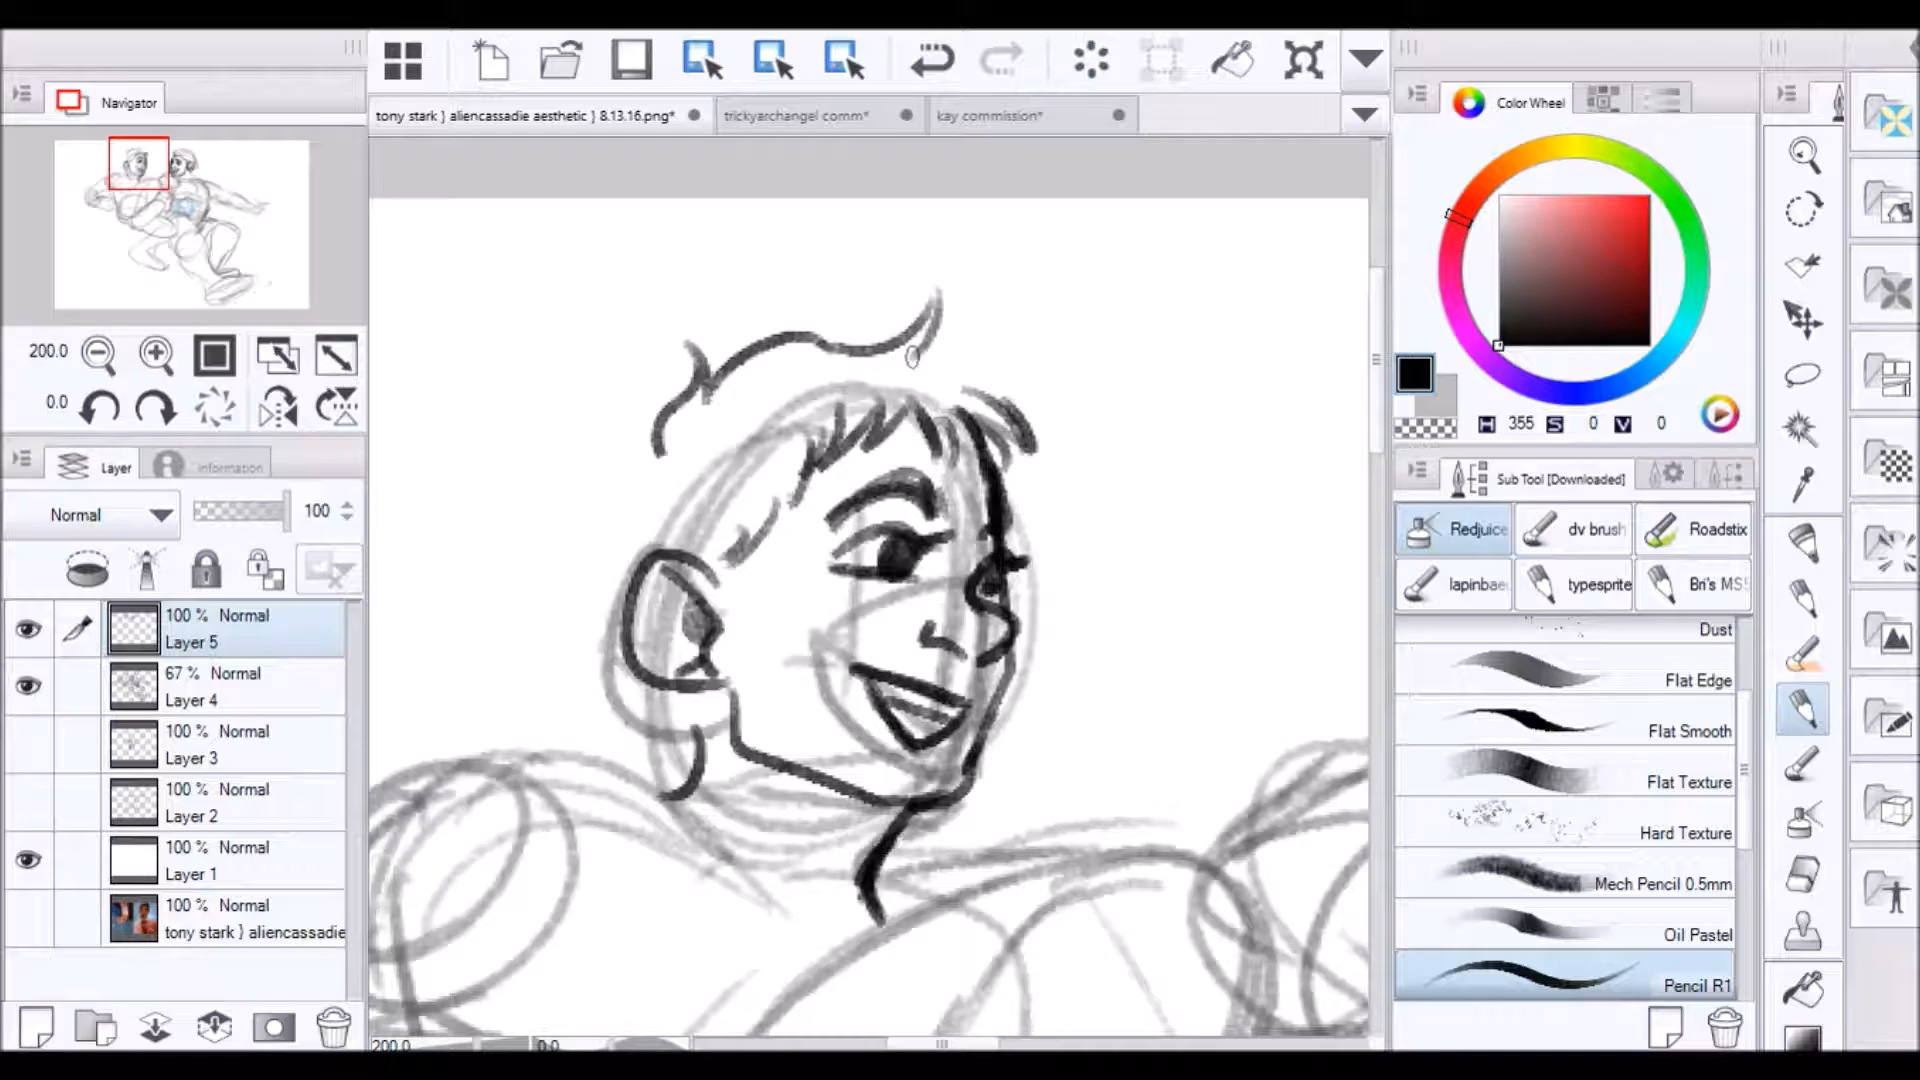 Navigator
tony stark } aliencassadie aesthetic } 8.13.16.png*
trickyarchangel comm*
kay commission*
Color Wheel
200.0
0.0
H 355 S 0 V 0
Layer
Information
Sub Tool [Downloaded]
Normal
100
Redjuice
dv brush
Roadstix
lapinbae
typesprite
Bri's MS
100 % Normal
Layer 5
67 % Normal
Layer 4
100 % Normal
Layer 3
100 % Normal
Layer 2
100 % Normal
Layer 1
100 % Normal
tony stark } aliencassadie
Dust
Flat Edge
Flat Smooth
Flat Texture
Hard Texture
Mech Pencil 0.5mm
Oil Pastel
Pencil R1
200.0
0.0